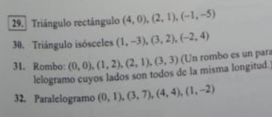 29. Triángulo rectángulo (4, 0), (2, 1), (−1, −5)
30. Triángulo isósceles (1, −3), (3, 2), (−2, 4)
31. Rombo: (0, 0), (1, 2), (2, 1), (3, 3) (Un rombo es un para
lelogramo cuyos lados son todos de la misma longitud.
32. Paralelogramo (0, 1), (3, 7), (4, 4), (1, −2)